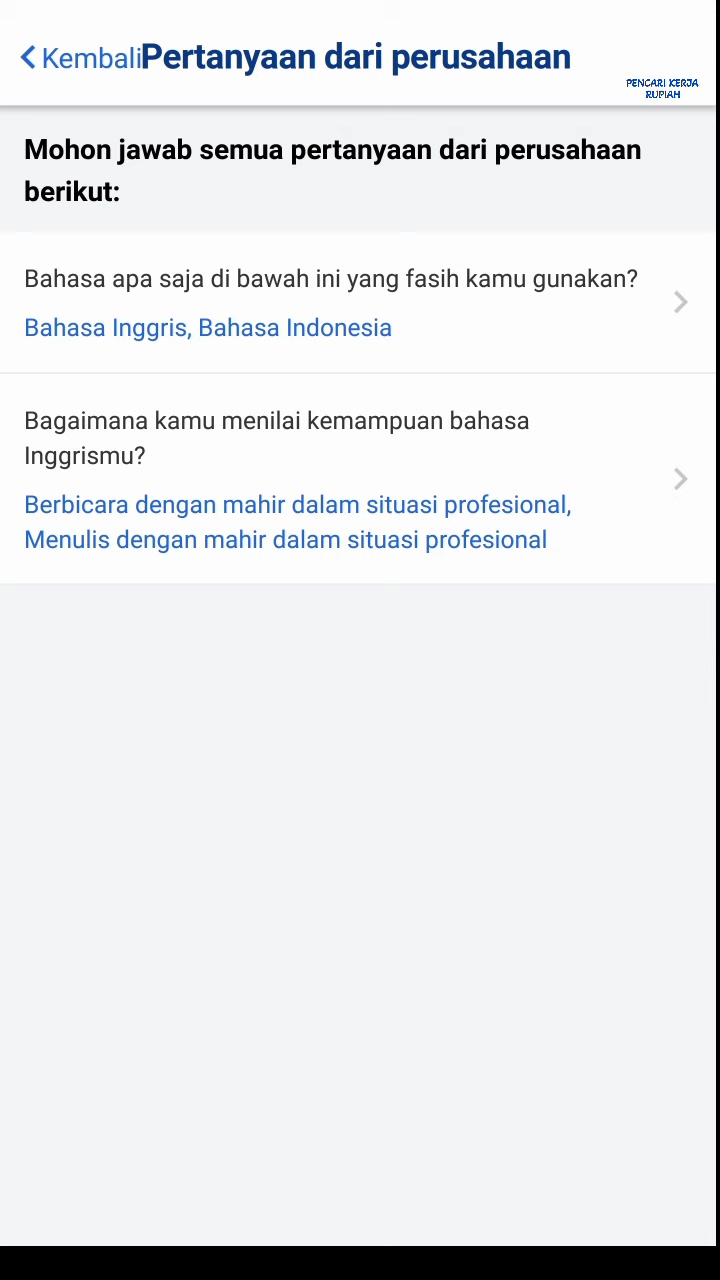 Kembali Pertanyaan dari perusahaan
PENCARI KERJA
RUPIAH
Mohon jawab semua pertanyaan dari perusahaan
berikut:
Bahasa apa saja di bawah ini yang fasih kamu gunakan?
Bahasa Inggris, Bahasa Indonesia
Bagaimana kamu menilai kemampuan bahasa
Inggrismu?
Berbicara dengan mahir dalam situasi profesional,
Menulis dengan mahir dalam situasi profesional